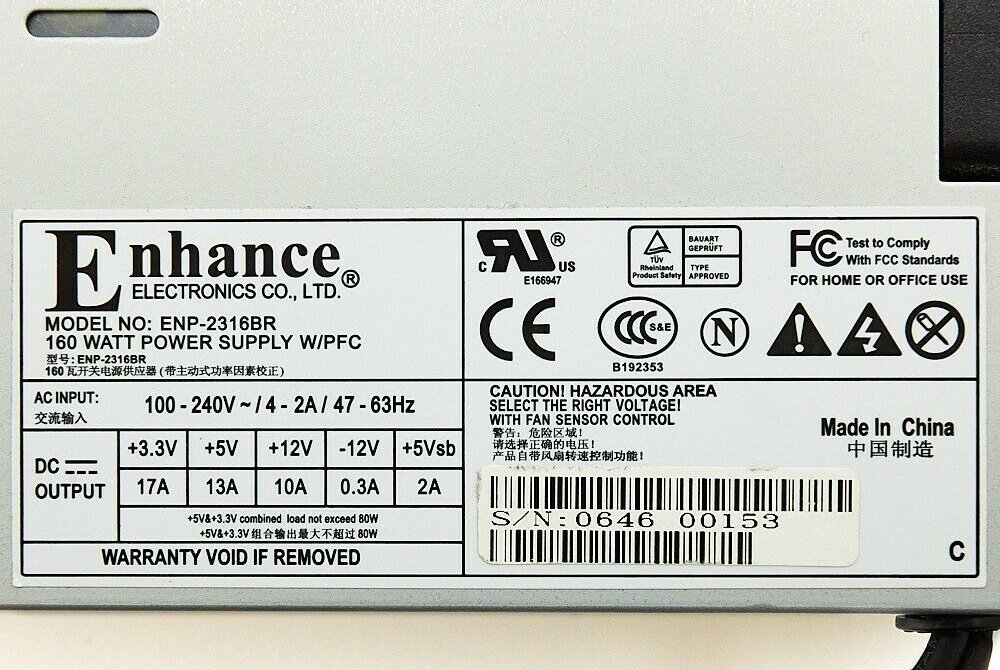 Enhance®
ELECTRONICS CO., LTD.
MODEL NO: ENP-2316BR
160 WATT POWER SUPPLY W/PFC
型号: ENP-2316BR
160 瓦开关电源供应器 (带主动式功率因素校正)
AC INPUT:
交流输入
100 - 240V ~ / 4 - 2A / 47 - 63Hz
DC
OUTPUT
+3.3V +5V +12V -12V +5Vsb
17A 13A 10A 0.3A 2A
+5V&+3.3V combined load not exceed 80W
+5V&+3.3V 组合输出最大不超过 80W
WARRANTY VOID IF REMOVED
c RU ® US
E166947
TÜV
Rheinland
Product Safety
BAUART
GEPRÜFT
TYPE
APPROVED
FC Test to Comply
With FCC Standards
FOR HOME OR OFFICE USE
CE
CCC S&E
B192353
N
CAUTION! HAZARDOUS AREA
SELECT THE RIGHT VOLTAGE!
WITH FAN SENSOR CONTROL
警告: 危险区域!
请选择正确的电压!
产品自带风扇转速控制功能!
Made In China
中国制造
S/N:0646 00153
C